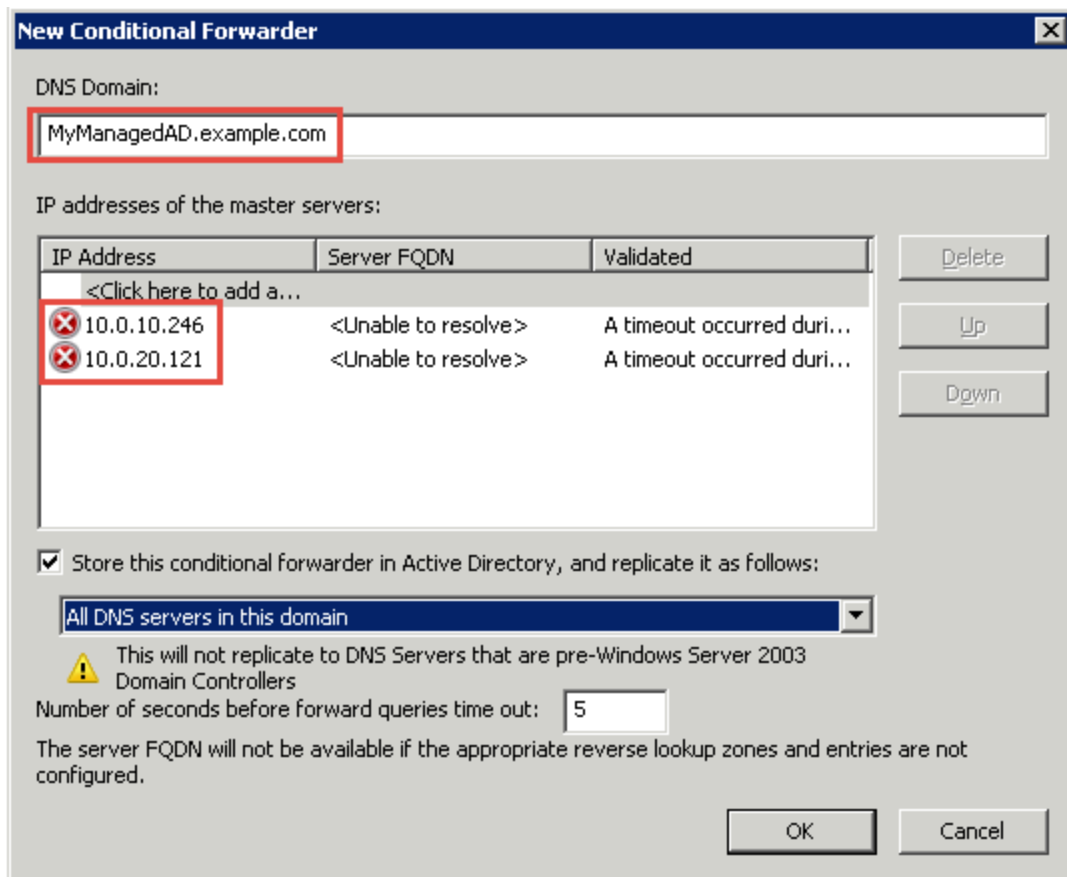 New Conditional Forwarder
DNS Domain:
MyManagedAD.example.com
IP addresses of the master servers:
IP Address Server FQDN Validated
<Click here to add a...
10.0.10.246 <Unable to resolve> A timeout occurred duri...
10.0.20.121 <Unable to resolve> A timeout occurred duri...
Delete
Up
Down
Store this conditional forwarder in Active Directory, and replicate it as follows:
All DNS servers in this domain
This will not replicate to DNS Servers that are pre-Windows Server 2003
Domain Controllers
Number of seconds before forward queries time out: 5
The server FQDN will not be available if the appropriate reverse lookup zones and entries are not
configured.
OK Cancel